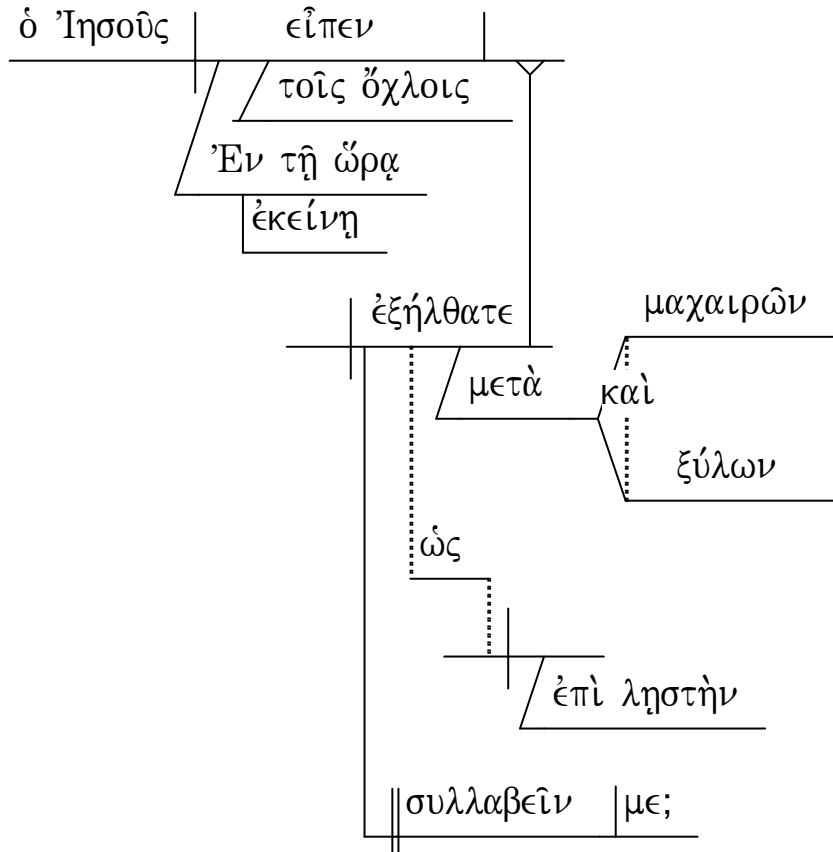 ὁ Ἰησοῦς εἶπεν
τοῖς ὄχλοις
Ἐν τῇ ὥρᾳ
ἐκείνῃ
ἐξήλθατε
μαχαιρῶν
μετὰ καὶ
ξύλων
ὡς
ἐπὶ λῃστὴν
συλλαβεῖν με;